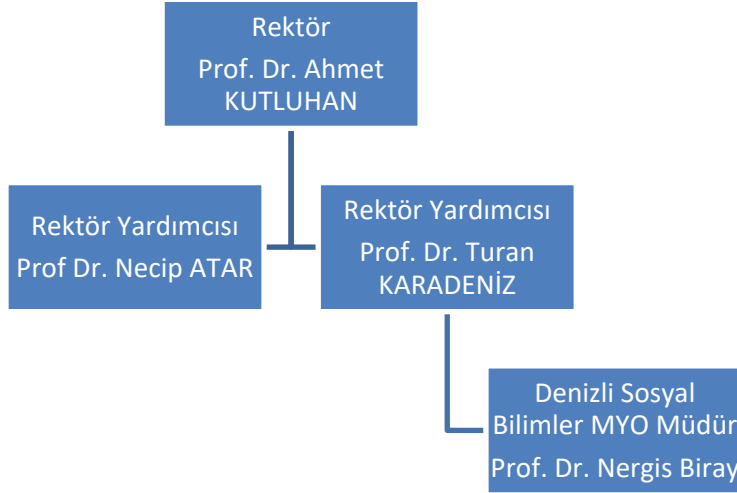 Rektör
Prof. Dr. Ahmet
KUTLUHAN
Rektör Yardımcısı
Prof Dr. Necip ATAR
Rektör Yardımcısı
Prof. Dr. Turan
KARADENİZ
Denizli Sosyal
Bilimler MYO Müdür
Prof. Dr. Nergis Biray